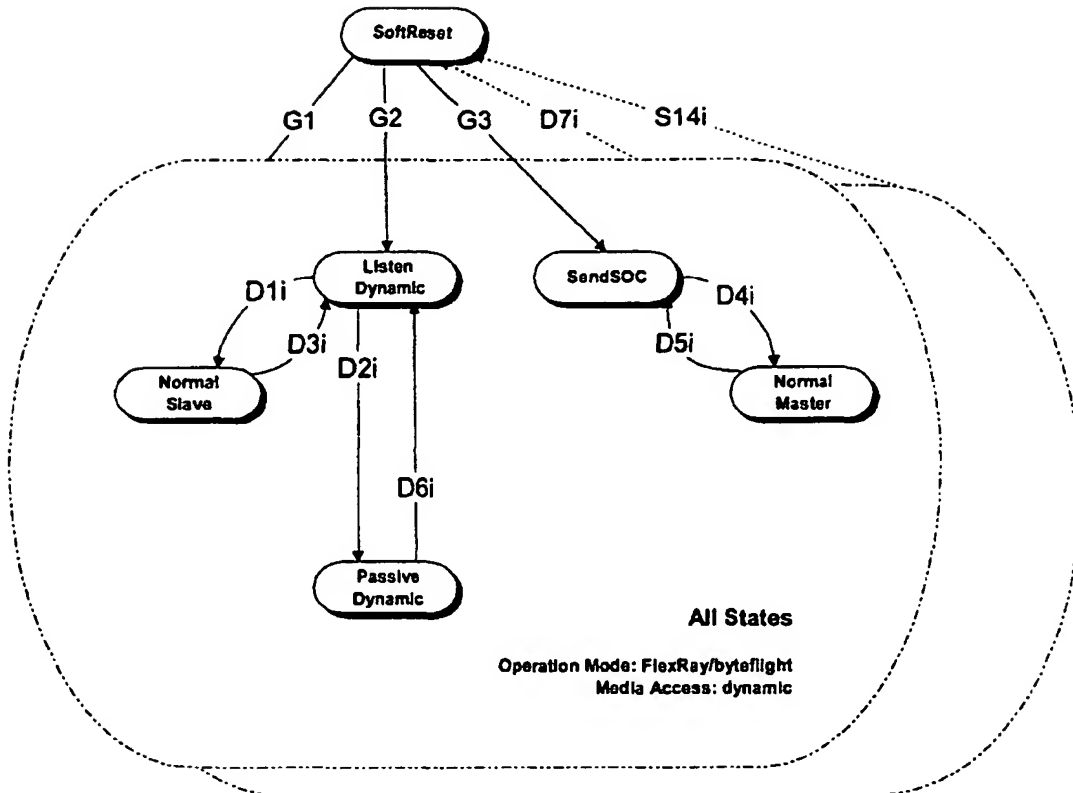 SoftReset
G1
G2
G3
D7i
S14i
Listen
Dynamic
SendSOC
D1i
D3i
D2i
D4i
D5i
Normal
Slave
Normal
Master
D6i
Passive
Dynamic
All States
Operation Mode: FlexRay/byteflight
Media Access: dynamic